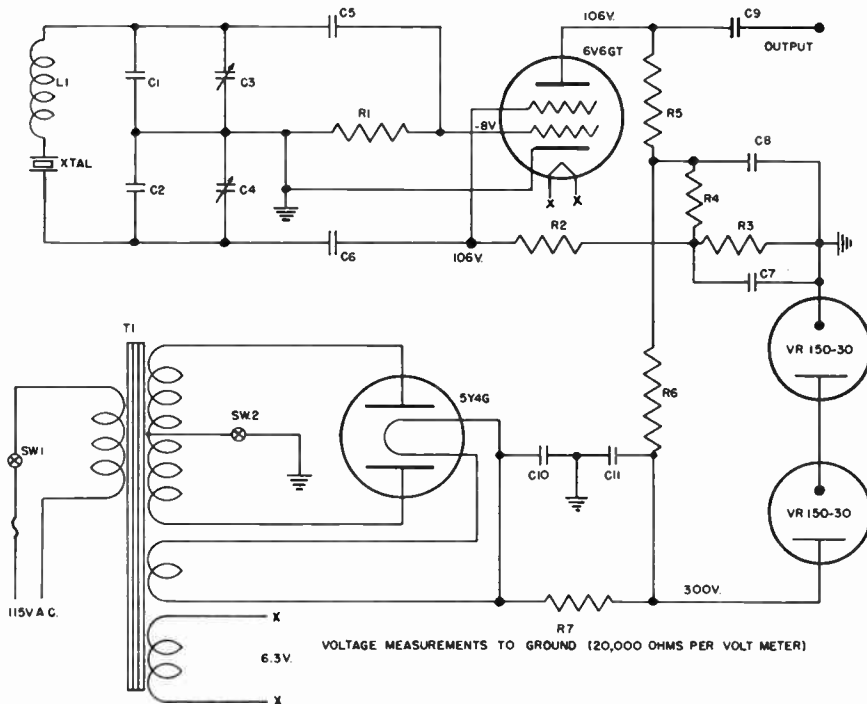 C5
106V.
C9
6V6GT
OUTPUT
L1
C1
C3
R1
-8V
R5
C8
XTAL
C2
C4
R4
X X
R2
R3
C6
106V.
C7
T1
VR 150-30
5Y4G
R6
SW.2
SW.1
C10
C11
VR 150-30
115V A C.
300V.
R7
X
6.3V.
VOLTAGE MEASUREMENTS TO GROUND (20,000 OHMS PER VOLT METER)
X